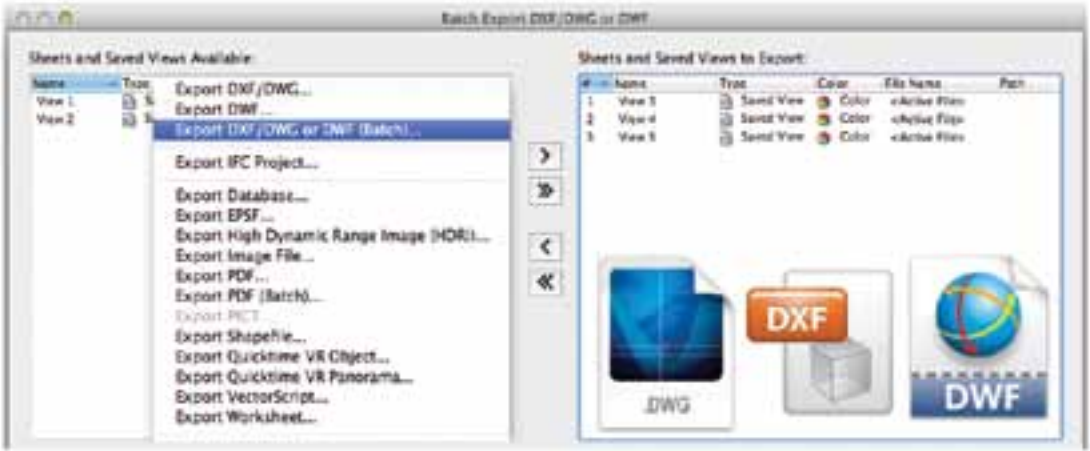 Batch Export DXF/DWG or DWF
Sheets and Saved Views Available:
Name Type
View 1 S
View 2 S
Export DXF/DWG...
Export DWF...
Export DXF/DWG or DWF (Batch)...
Export IFC Project...
Export Database...
Export EPSF...
Export High Dynamic Range Image (HDRI)...
Export Image File...
Export PDF...
Export PDF (Batch)...
Export PICT
Export Shapefile...
Export Quicktime VR Object...
Export Quicktime VR Panorama...
Export VectorScript...
Export Worksheet...
Sheets and Saved Views to Export:
# Name Type Color File Name Path
1 View 3 Saved View Color <Active File>
2 View 4 Saved View Color <Active File>
3 View 5 Saved View Color <Active File>
.DWG
DXF
DWF